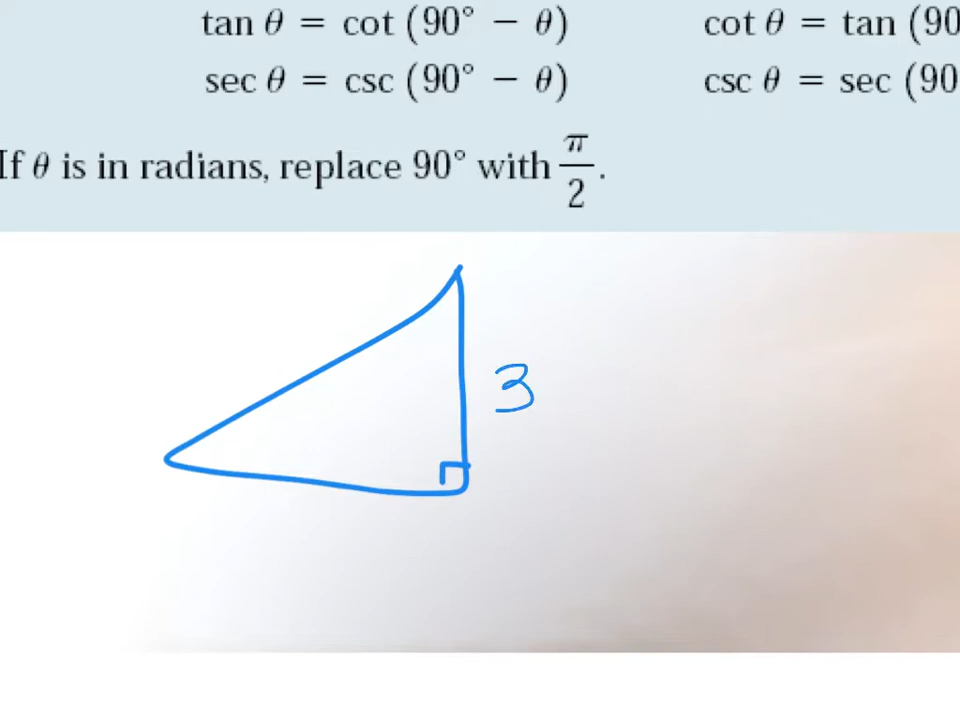 tan θ = cot (90° − θ) cot θ = tan (90
sec θ = csc (90° − θ) csc θ = sec (90
If θ is in radians, replace 90° with π/2.
3